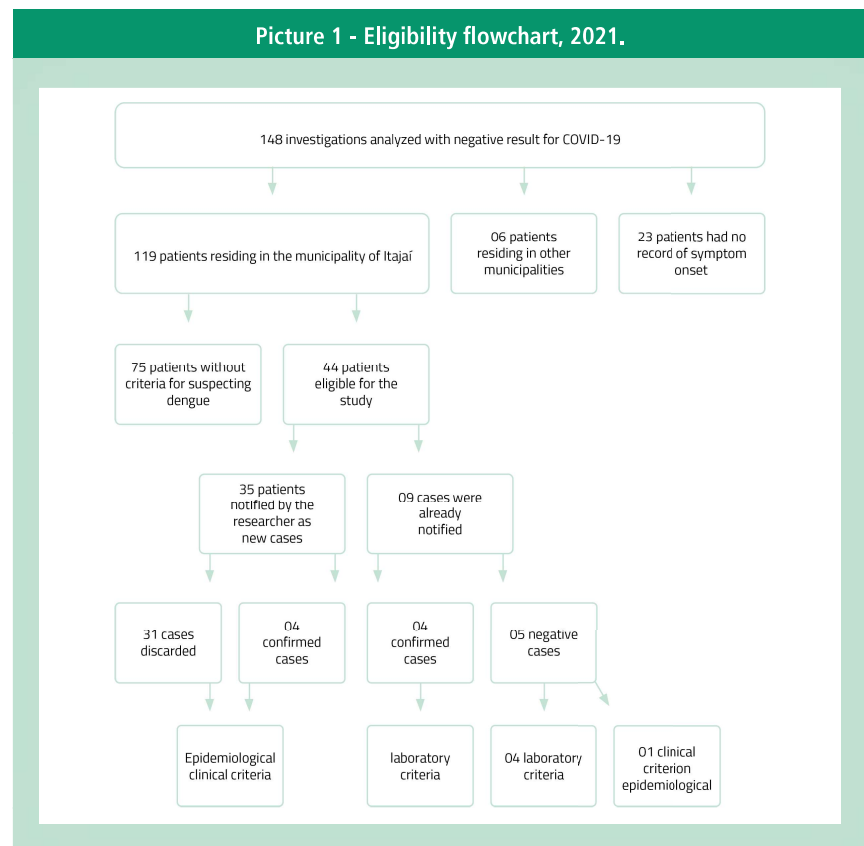 Picture 1 - Eligibility flowchart, 2021.
148 investigations analyzed with negative result for COVID-19
119 patients residing in the municipality of Itajaí
06 patients
residing in other
municipalities
23 patients had no
record of symptom
onset
75 patients without
criteria for suspecting
dengue
44 patients
eligible for the
study
35 patients
notified by the
researcher as
new cases
09 cases were
already
notified
31 cases
discarded
04
confirmed
cases
04
confirmed
cases
05 negative
cases
Epidemiological
clinical criteria
laboratory
criteria
04 laboratory
criteria
01 clinical
criterion
epidemiological